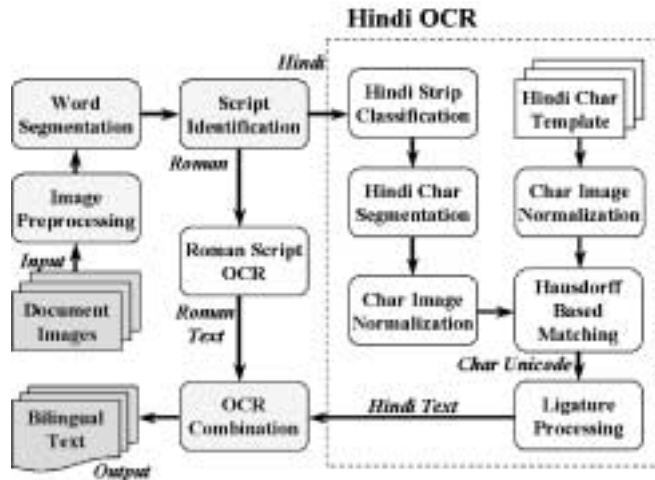 Hindi OCR
Hindi
Word
Segmentation
Script
Identification
Hindi Strip
Classification
Hindi Char
Template
Roman
Image
Preprocessing
Hindi Char
Segmentation
Char Image
Normalization
Input
Roman Script
OCR
Document
Images
Roman
Text
Char Image
Normalization
Hausdorff
Based
Matching
Char Unicode
Bilingual
Text
OCR
Combination
Hindi Text
Ligature
Processing
Output